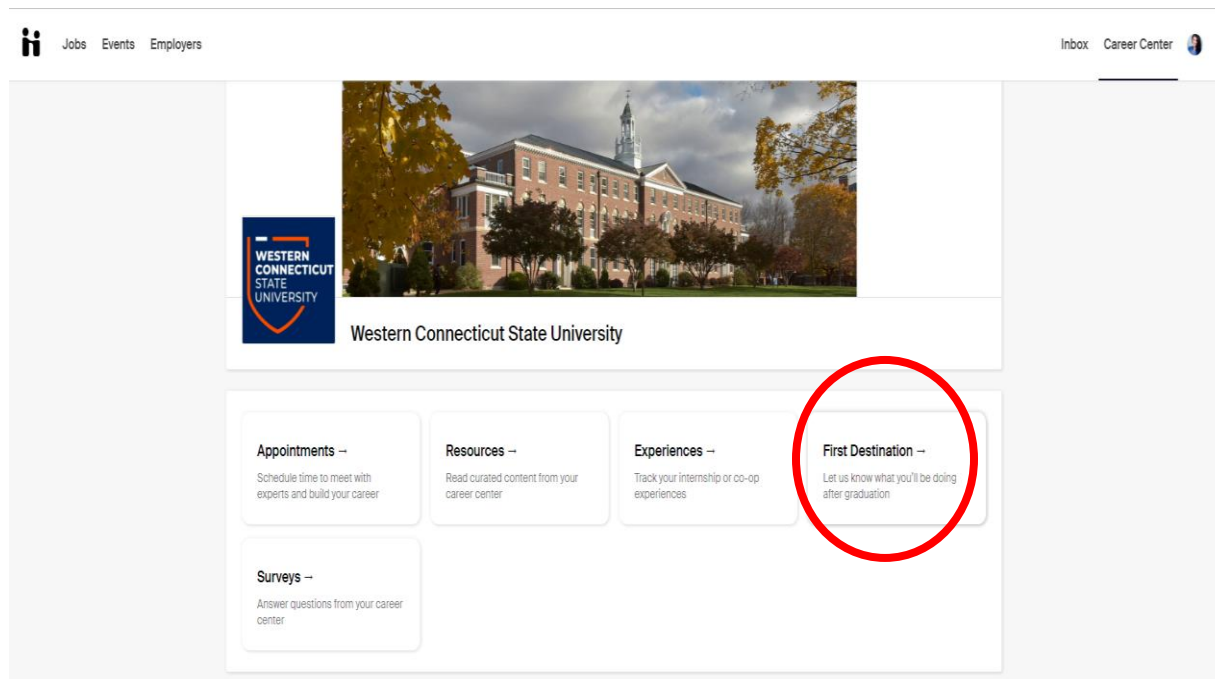 Jobs Events Employers Inbox Career Center
WESTERN
CONNECTICUT
STATE
UNIVERSITY
Western Connecticut State University
Appointments →
Schedule time to meet with
experts and build your career
Resources →
Read curated content from your
career center
Experiences →
Track your internship or co-op
experiences
First Destination →
Let us know what you'll be doing
after graduation
Surveys →
Answer questions from your career
center